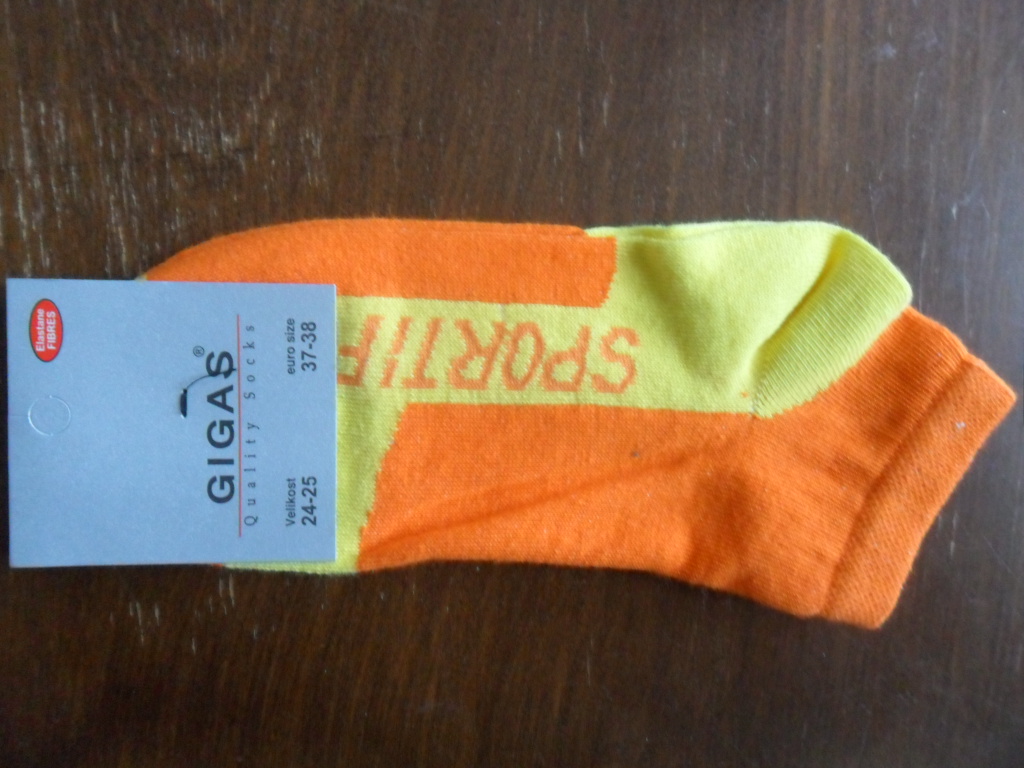 Elastane
FIBRES
GIGAS®
Quality Socks
Velikost
24-25
euro size
37-38
SPORTIF